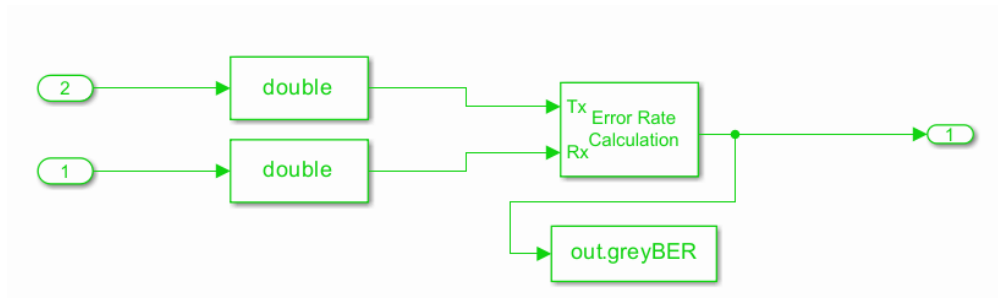 2
double
Tx
Error Rate
Calculation
Rx
1
1
double
out.greyBER